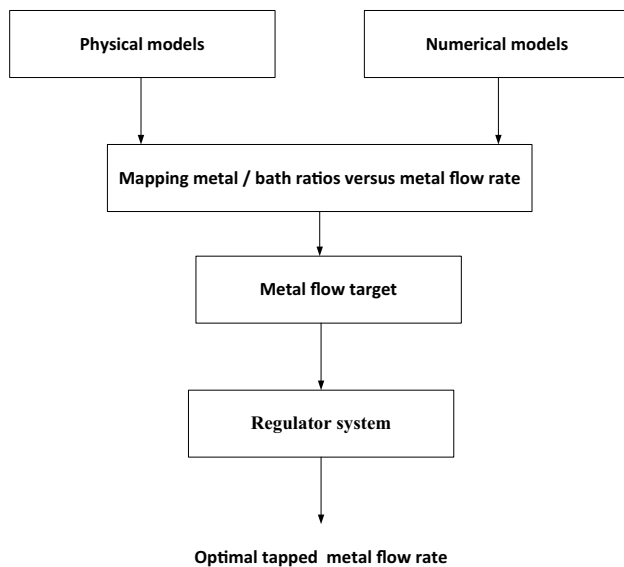 Physical models
Numerical models
Mapping metal / bath ratios versus metal flow rate
Metal flow target
Regulator system
Optimal tapped metal flow rate